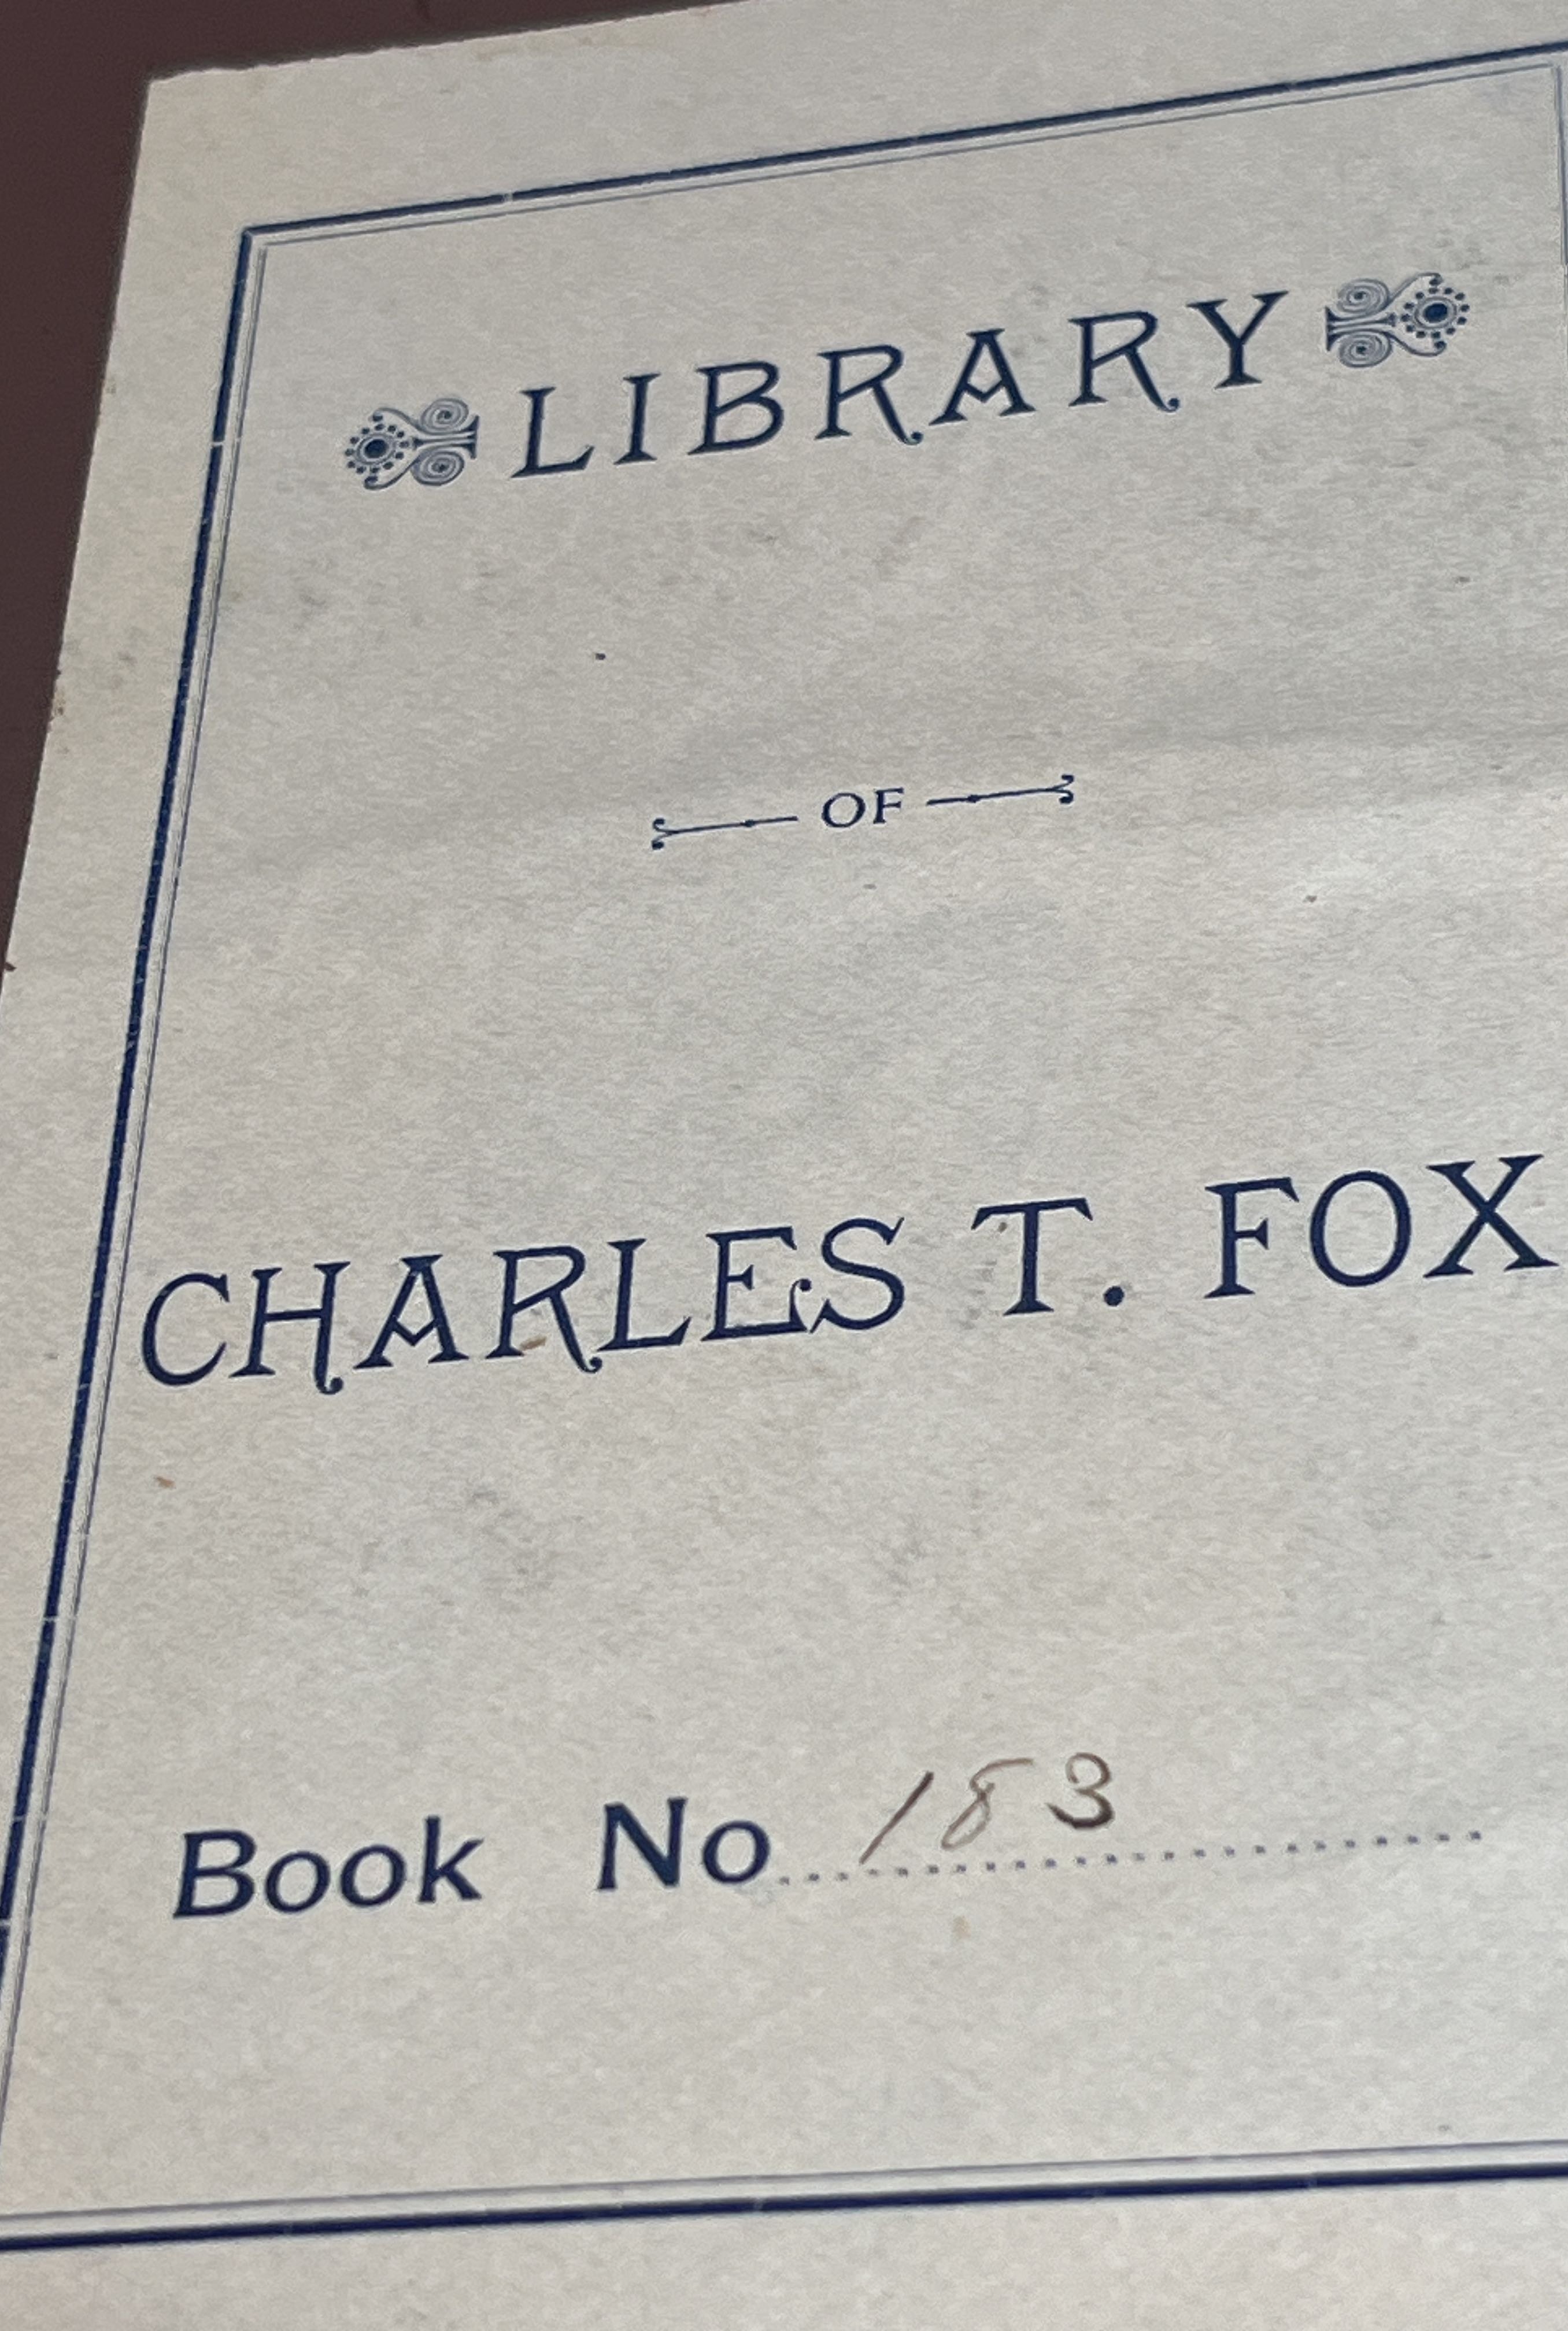 LIBRARY
OF
CHARLES T. FOX
Book No 183